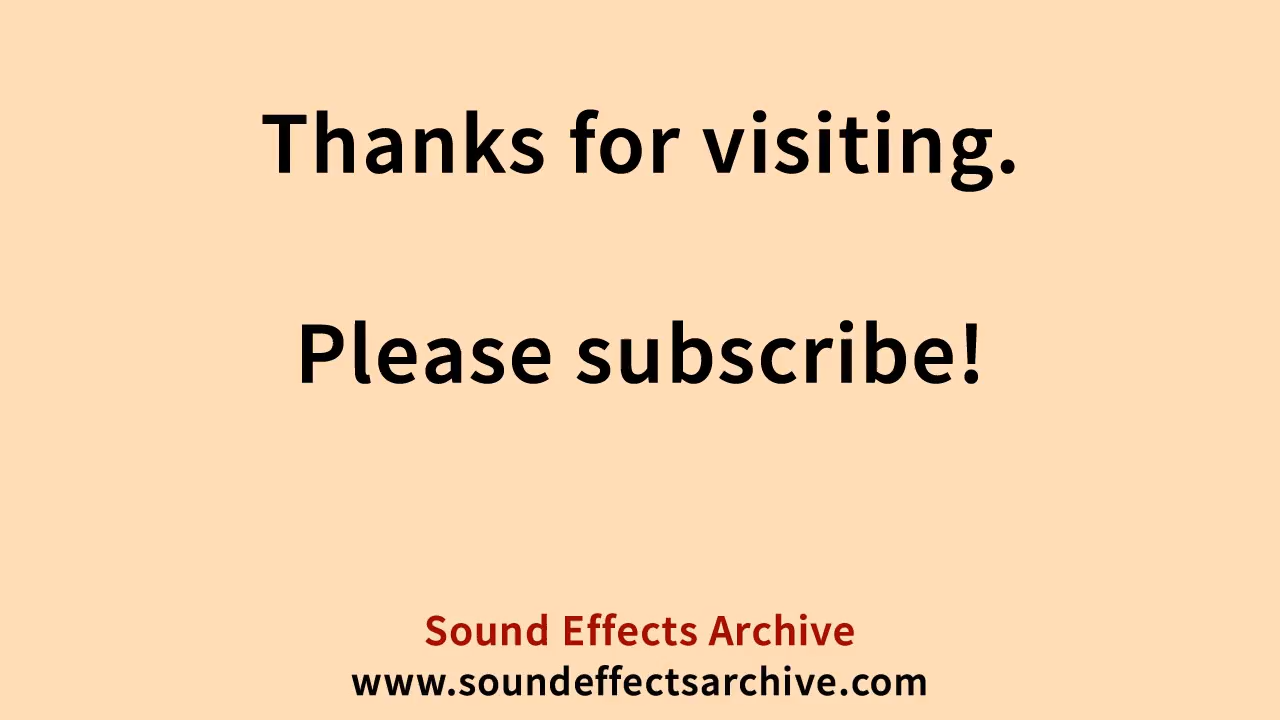 Thanks for visiting.
Please subscribe!
Sound Effects Archive
www.soundeffectsarchive.com